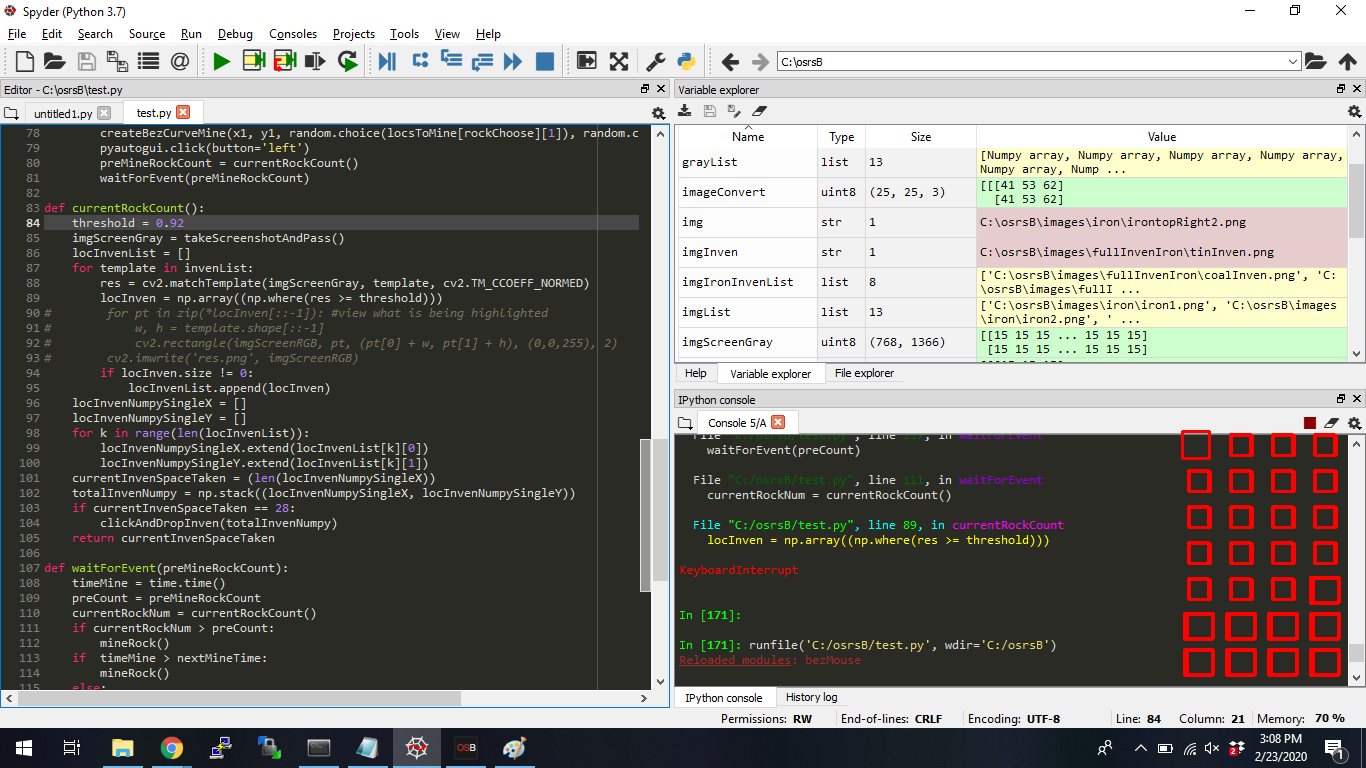 Spyder (Python 3.7)
File Edit Search Source Run Debug Consoles Projects Tools View Help
C:\osrsB
Editor - C:\osrsB\test.py
untitled1.py test.py
78 createBezCurveMine(x1, y1, random.choice(locsToMine[rockChoose][1]), random.c
79 pyautogui.click(button='left')
80 preMineRockCount = currentRockCount()
81 waitForEvent(preMineRockCount)
82
83 def currentRockCount():
84 threshold = 0.92
85 imgScreenGray = takeScreenshotAndPass()
86 locInvenList = []
87 for template in invenList:
88 res = cv2.matchTemplate(imgScreenGray, template, cv2.TM_CCOEFF_NORMED)
89 locInven = np.array((np.where(res >= threshold)))
90 # for pt in zip(*locInven[::-1]): #view what is being highlighted
91 # w, h = template.shape[::-1]
92 # cv2.rectangle(imgScreenRGB, pt, (pt[0] + w, pt[1] + h), (0,0,255), 2)
93 # cv2.imwrite('res.png', imgScreenRGB)
94 if locInven.size != 0:
95 locInvenList.append(locInven)
96 locInvenNumpySingleX = []
97 locInvenNumpySingleY = []
98 for k in range(len(locInvenList)):
99 locInvenNumpySingleX.extend(locInvenList[k][0])
100 locInvenNumpySingleY.extend(locInvenList[k][1])
101 currentInvenSpaceTaken = (len(locInvenNumpySingleX))
102 totalInvenNumpy = np.stack((locInvenNumpySingleX, locInvenNumpySingleY))
103 if currentInvenSpaceTaken == 28:
104 clickAndDropInven(totalInvenNumpy)
105 return currentInvenSpaceTaken
106
107 def waitForEvent(preMineRockCount):
108 timeMine = time.time()
109 preCount = preMineRockCount
110 currentRockNum = currentRockCount()
111 if currentRockNum > preCount:
112 mineRock()
113 if timeMine > nextMineTime:
114 mineRock()
115 else:
Variable explorer
Name Type Size Value
grayList list 13 [Numpy array, Numpy array, Numpy array, Numpy array,
Numpy array, Nump ...
imageConvert uint8 (25, 25, 3) [[[41 53 62]
[41 53 62]
img str 1 C:\osrsB\images\iron\irontopRight2.png
imgInven str 1 C:\osrsB\images\fullInvenIron\tinInven.png
imgIronInvenList list 8 ['C:\osrsB\images\fullInvenIron\coalInven.png', 'C:
\osrsB\images\fullI ...
imgList list 13 ['C:\osrsB\images\iron\iron1.png', 'C:\osrsB\images
\iron\iron2.png', ' ...
imgScreenGray uint8 (768, 1366) [[15 15 15 ... 15 15 15]
[15 15 15 ... 15 15 15]
Help Variable explorer File explorer
IPython console
Console 5/A
File "C:/osrsB/test.py", line 117, in waitForEvent
waitForEvent(preCount)
File "C:/osrsB/test.py", line 111, in waitForEvent
currentRockNum = currentRockCount()
File "C:/osrsB/test.py", line 89, in currentRockCount
locInven = np.array((np.where(res >= threshold)))
KeyboardInterrupt
In [171]:
In [171]: runfile('C:/osrsB/test.py', wdir='C:/osrsB')
Reloaded modules: bezMouse
IPython console History log
Permissions: RW End-of-lines: CRLF Encoding: UTF-8 Line: 84 Column: 21 Memory: 70 %
OSB
2
3:08 PM
2/23/2020
1